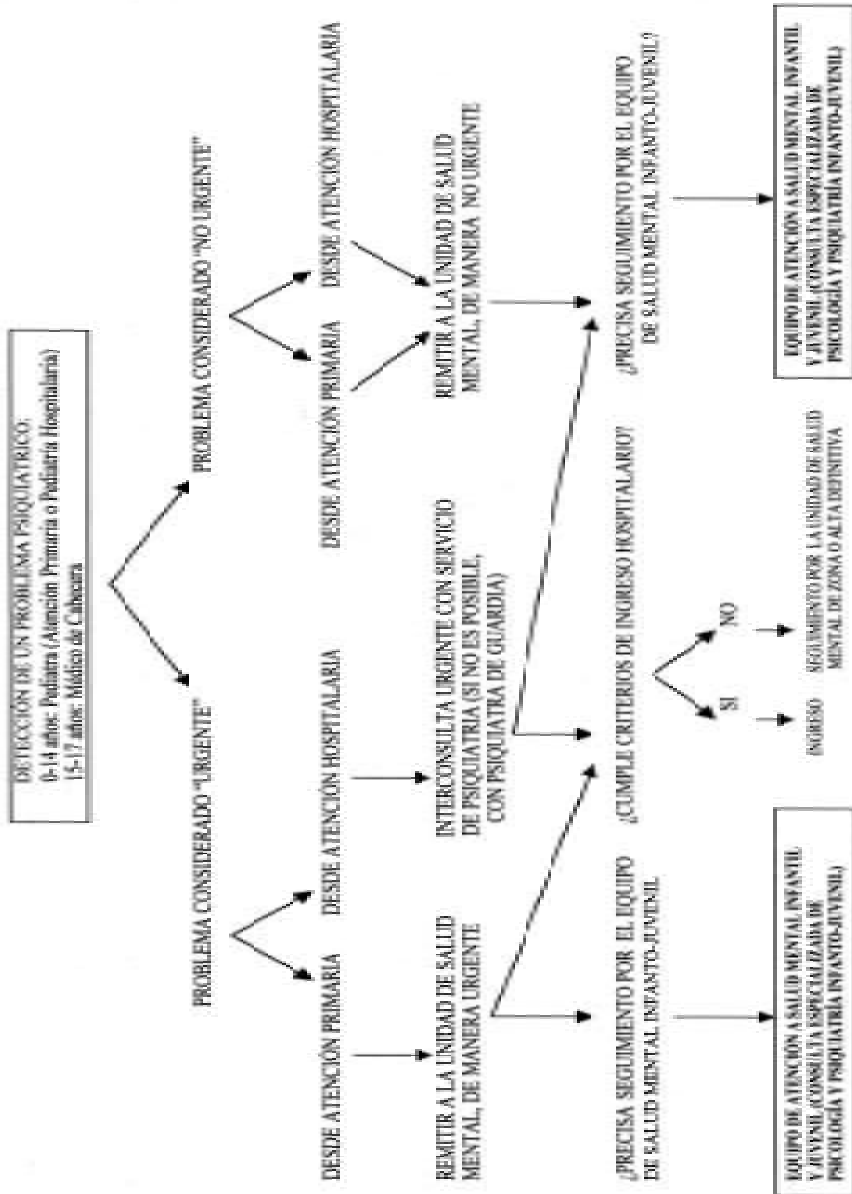 DETECCIÓN DE UN PROBLEMA PSIQUIATRICO:
0-14 años: Pediatra (Atención Primaria o Pediatría Hospitalaria)
15-17 años: Médico de Cabecera
PROBLEMA CONSIDERADO "URGENTE"
PROBLEMA CONSIDERADO "NO URGENTE"
DESDE ATENCIÓN PRIMARIA
DESDE ATENCIÓN HOSPITALARIA
DESDE ATENCIÓN PRIMARIA
DESDE ATENCIÓN HOSPITALARIA
REMITIR A LA UNIDAD DE SALUD
MENTAL, DE MANERA URGENTE
INTERCONSULTA URGENTE CON SERVICIO
DE PSIQUIATRÍA (SI NO ES POSIBLE,
CON PSIQUIATRA DE GUARDIA)
REMITIR A LA UNIDAD DE SALUD
MENTAL, DE MANERA NO URGENTE
¿PRECISA SEGUIMIENTO POR EL EQUIPO
DE SALUD MENTAL INFANTO-JUVENIL
¿CUMPLE CRITERIOS DE INGRESO HOSPITALARIO?
¿PRECISA SEGUIMIENTO POR EL EQUIPO
DE SALUD MENTAL INFANTO-JUVENIL?
SI
NO
INGRESO
SEGUIMIENTO POR LA UNIDAD DE SALUD
MENTAL DE ZONA O ALTA DEFINITIVA
EQUIPO DE ATENCIÓN A SALUD MENTAL INFANTIL
Y JUVENIL (CONSULTA ESPECIALIZADA DE
PSICOLOGÍA Y PSIQUIATRÍA INFANTO-JUVENIL)
EQUIPO DE ATENCIÓN A SALUD MENTAL INFANTIL
Y JUVENIL (CONSULTA ESPECIALIZADA DE
PSICOLOGÍA Y PSIQUIATRÍA INFANTO-JUVENIL)